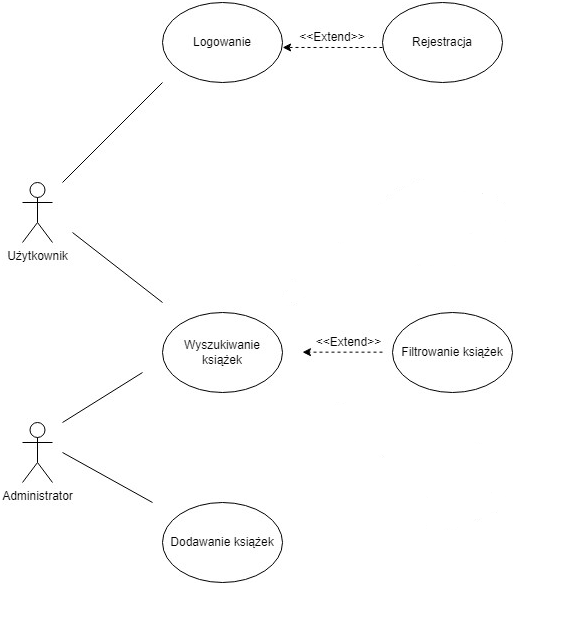 Logowanie
<<Extend>>
Rejestracja
Użytkownik
Wyszukiwanie
książek
<<Extend>>
Filtrowanie książek
Administrator
Dodawanie książek